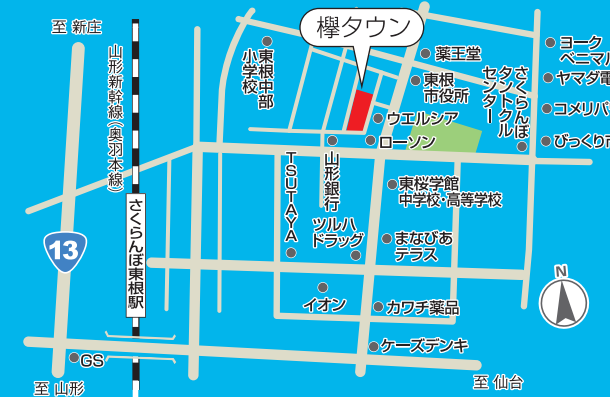 至 新庄
欅タウン
薬王堂
ヨーク
ベニマル
東根中部
小学校
東根
市役所
さくらんぼ
タントクル
センター
ヤマダ電
山形新幹線(奥羽本線)
ウエルシア
コメリパ
ローソン
びっくり市
TSUTAYA
山形銀行
東桜学館
中学校・高等学校
さくらんぼ東根駅
ツルハ
ドラッグ
まなびあ
テラス
13
N
イオン
カワチ薬品
ケーズデンキ
GS
至 山形
至 仙台